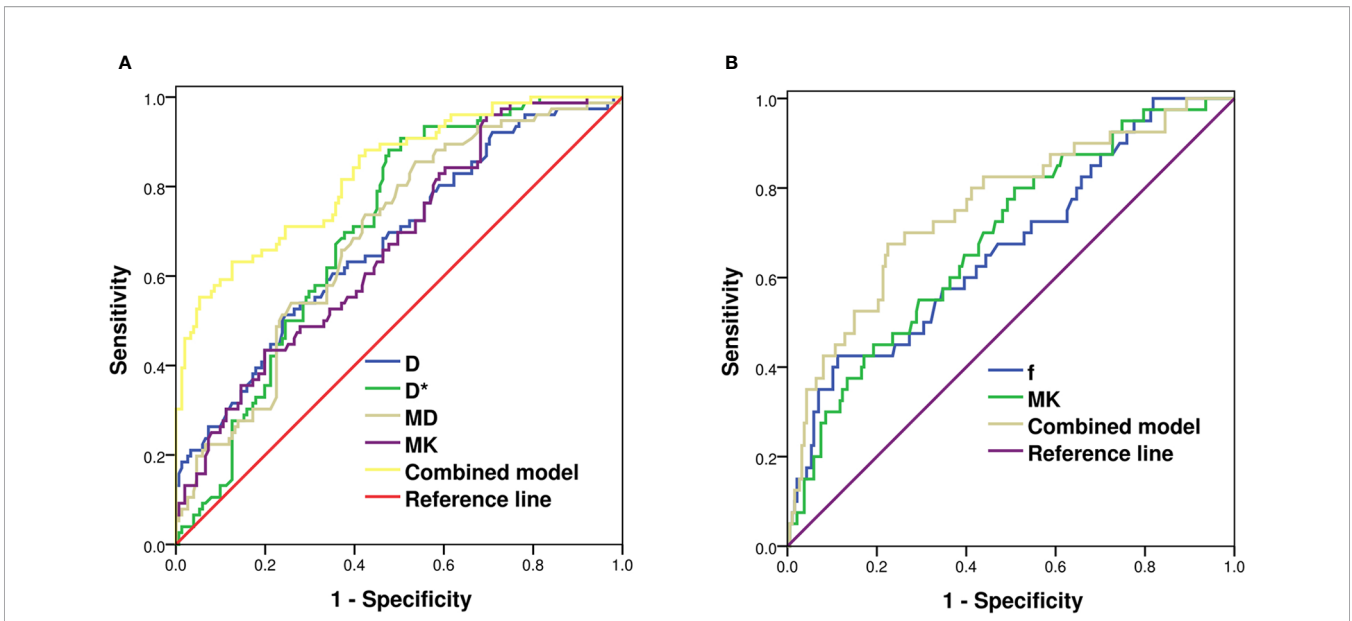 A
B
1.0
0.8
0.6
0.4
0.2
0.0
0.0 0.2 0.4 0.6 0.8 1.0
Sensitivity
1 - Specificity
D
D*
MD
MK
Combined model
Reference line
1.0
0.8
0.6
0.4
0.2
0.0
0.0 0.2 0.4 0.6 0.8 1.0
Sensitivity
1 - Specificity
f
MK
Combined model
Reference line